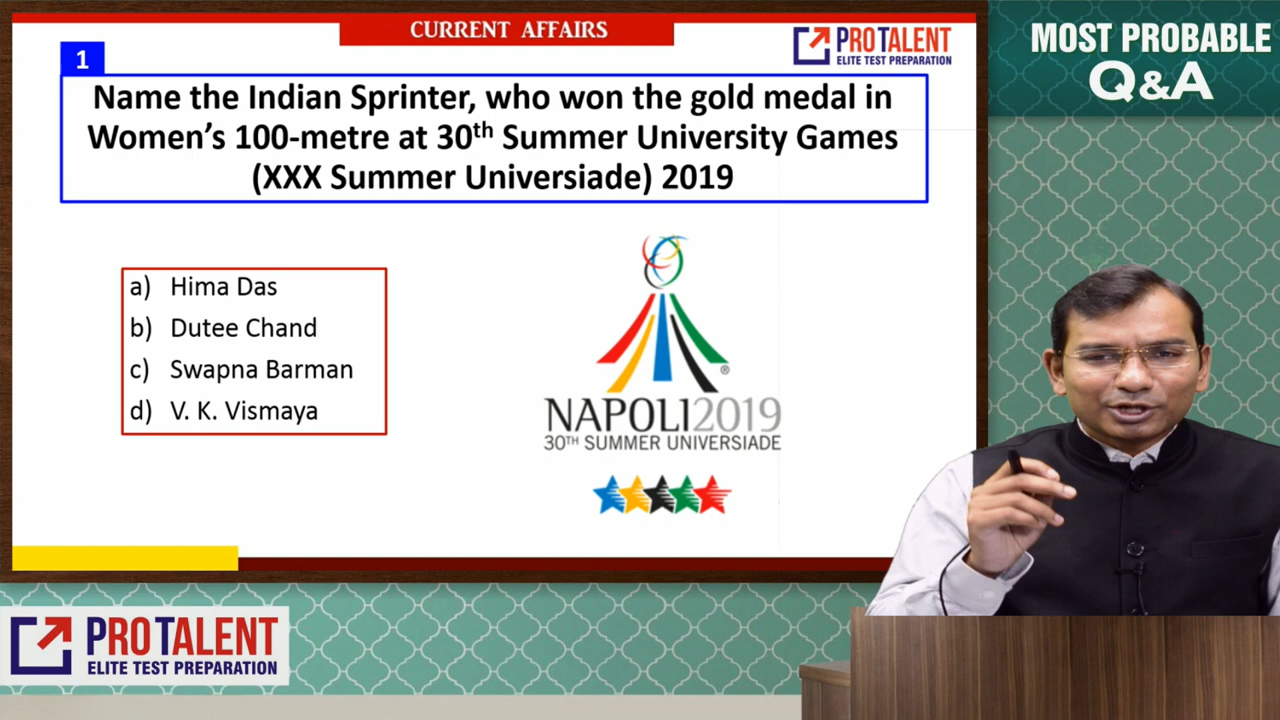 CURRENT AFFAIRS
PROTALENT
ELITE TEST PREPARATION
MOST PROBABLE
Q&A
1
Name the Indian Sprinter, who won the gold medal in
Women’s 100-metre at 30th Summer University Games
(XXX Summer Universiade) 2019
a) Hima Das
b) Dutee Chand
c) Swapna Barman
d) V. K. Vismaya
®
NAPOLI2019
30TH SUMMER UNIVERSIADE
PROTALENT
ELITE TEST PREPARATION